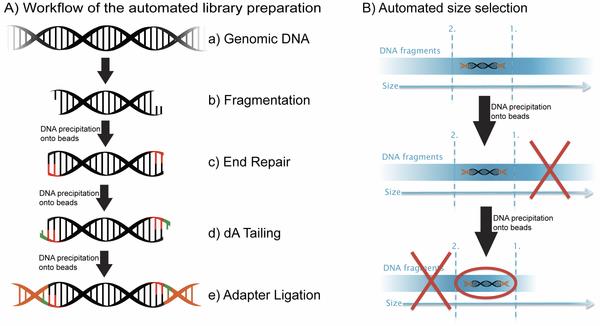 A) Workflow of the automated library preparation
a) Genomic DNA
b) Fragmentation
DNA precipitation
onto beads
c) End Repair
DNA precipitation
onto beads
d) dA Tailing
DNA precipitation
onto beads
e) Adapter Ligation
B) Automated size selection
2.
1.
DNA fragments
Size
DNA precipitation
onto beads
2.
1.
DNA fragments
Size
DNA precipitation
onto beads
2.
1.
DNA fragments
Size